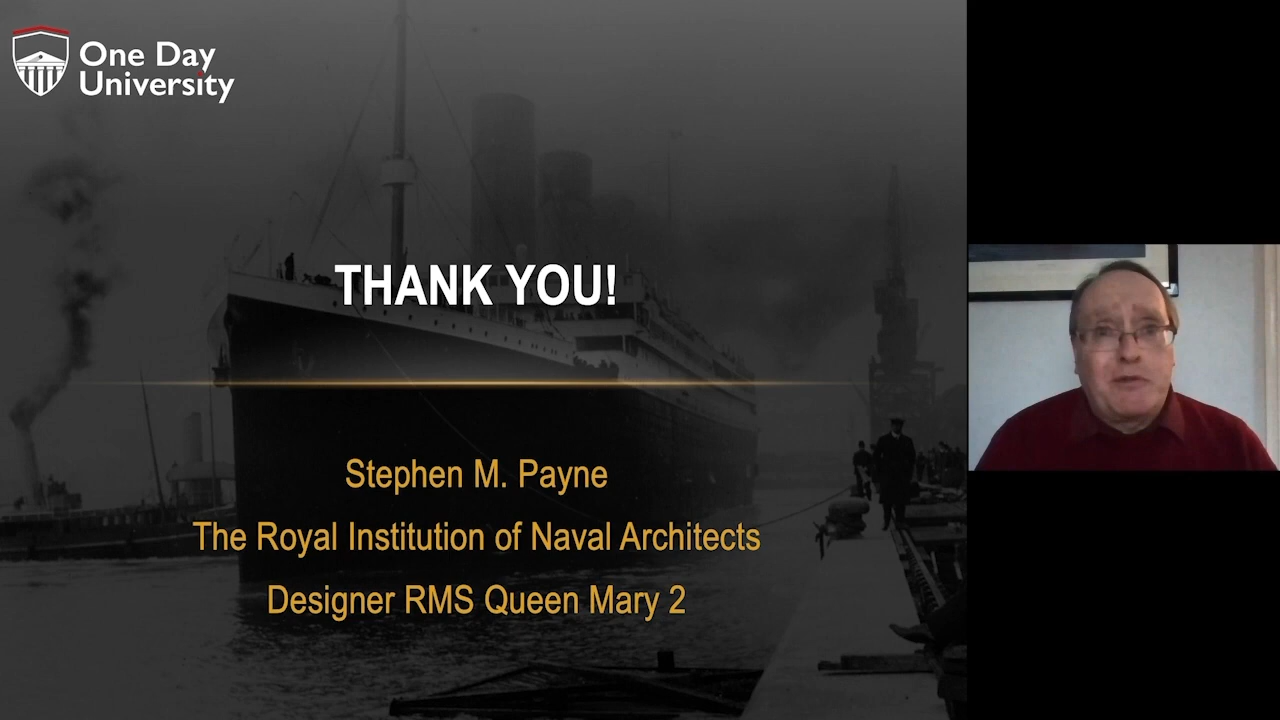 One Day
University
THANK YOU!
Stephen M. Payne
The Royal Institution of Naval Architects
Designer RMS Queen Mary 2